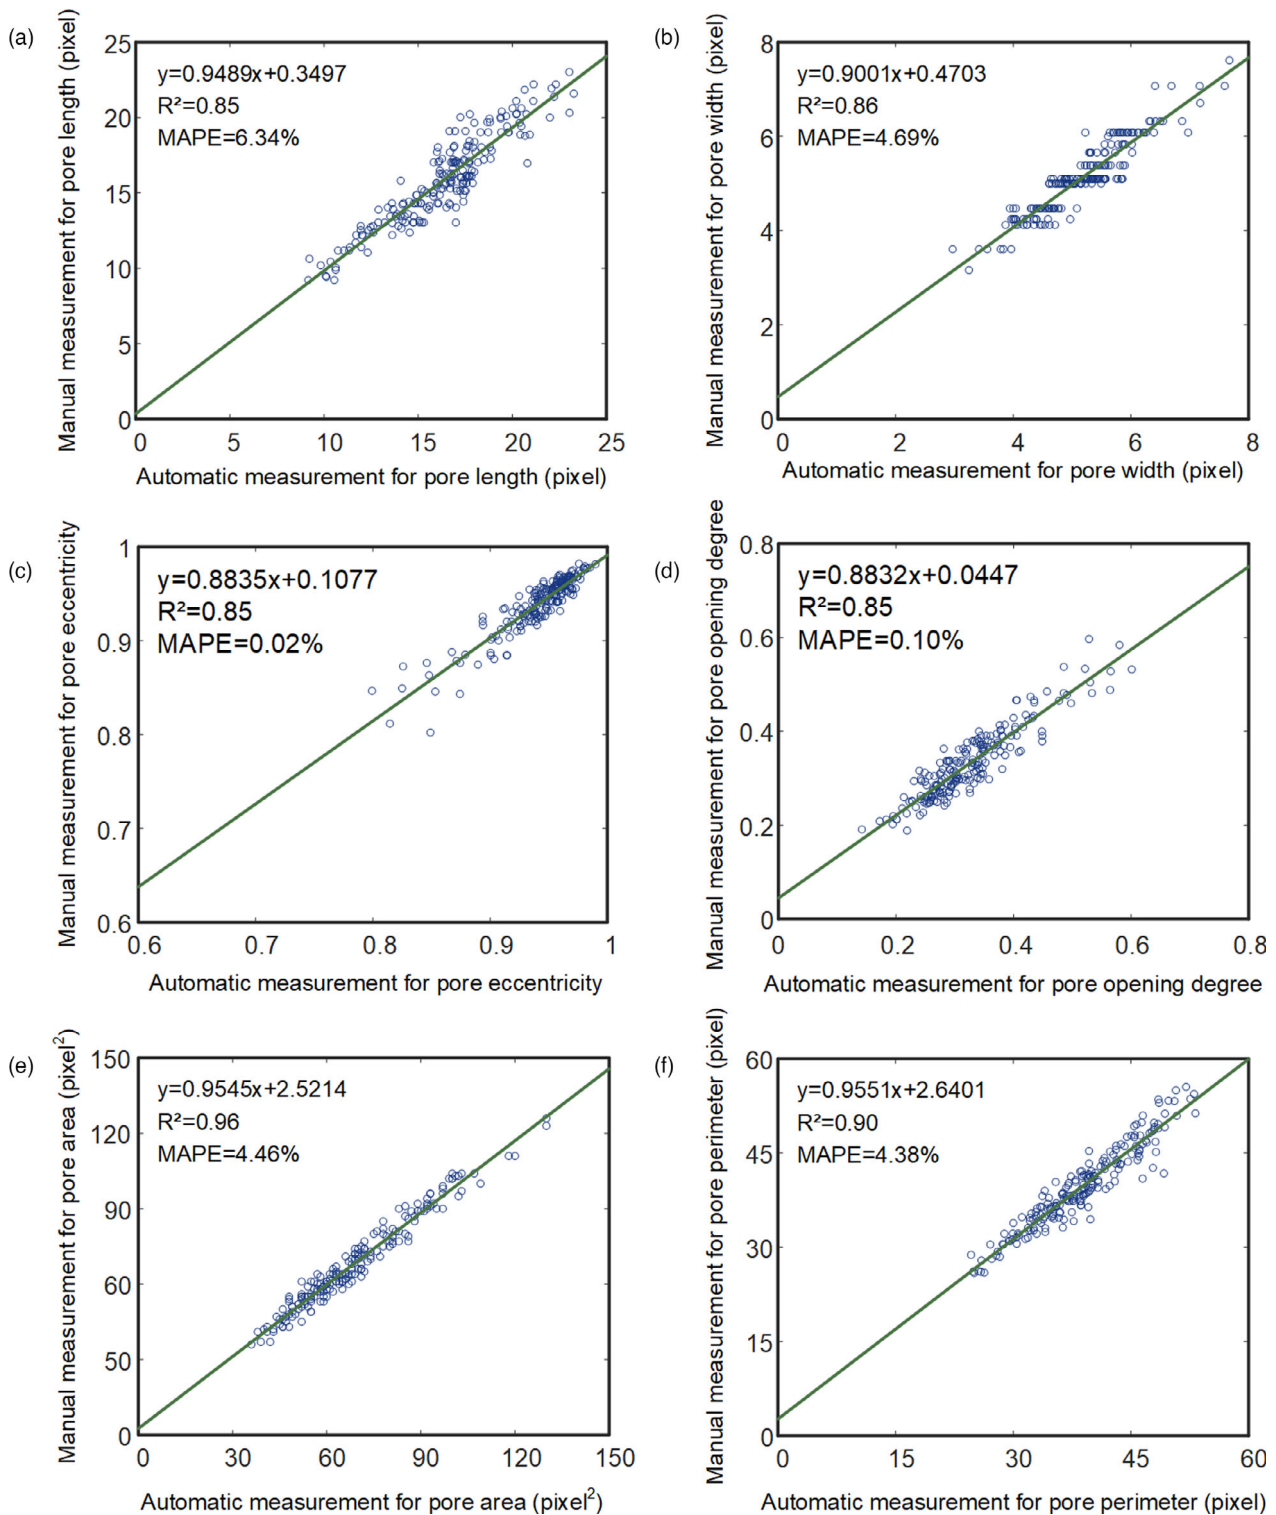 (a)
Manual measurement for pore length (pixel)
25
20
15
10
5
0
y=0.9489x+0.3497
R²=0.85
MAPE=6.34%
0 5 10 15 20 25
Automatic measurement for pore length (pixel)
(b)
Manual measurement for pore width (pixel)
8
6
4
2
0
y=0.9001x+0.4703
R²=0.86
MAPE=4.69%
0 2 4 6 8
Automatic measurement for pore width (pixel)
(c)
Manual measurement for pore eccentricity
1
0.9
0.8
0.7
0.6
y=0.8835x+0.1077
R²=0.85
MAPE=0.02%
0.6 0.7 0.8 0.9 1
Automatic measurement for pore eccentricity
(d)
Manual measurement for pore opening degree
0.8
0.6
0.4
0.2
0
y=0.8832x+0.0447
R²=0.85
MAPE=0.10%
0 0.2 0.4 0.6 0.8
Automatic measurement for pore opening degree
(e)
Manual measurement for pore area (pixel²)
150
120
90
60
50
0
y=0.9545x+2.5214
R²=0.96
MAPE=4.46%
0 30 60 90 120 150
Automatic measurement for pore area (pixel²)
(f)
Manual measurement for pore perimeter (pixel)
60
45
30
15
0
y=0.9551x+2.6401
R²=0.90
MAPE=4.38%
0 15 30 45 60
Automatic measurement for pore perimeter (pixel)